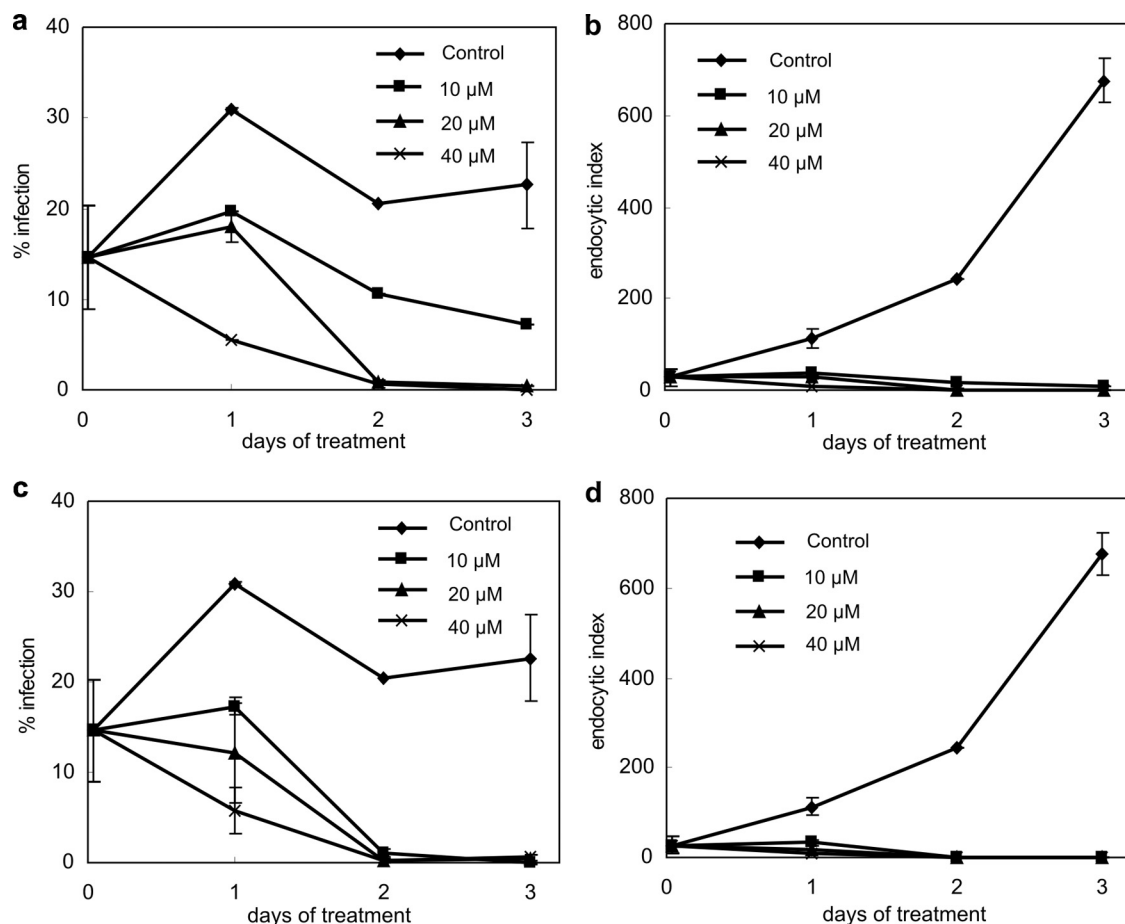 a
40
30
20
10
0
% infection
Control
10 µM
20 µM
40 µM
0 1 2 3
days of treatment
b
800
600
400
200
0
endocytic index
Control
10 µM
20 µM
40 µM
0 1 2 3
days of treatment
c
40
30
20
10
0
% infection
Control
10 µM
20 µM
40 µM
0 1 2 3
days of treatment
d
800
600
400
200
0
endocytic index
Control
10 µM
20 µM
40 µM
0 1 2 3
days of treatment